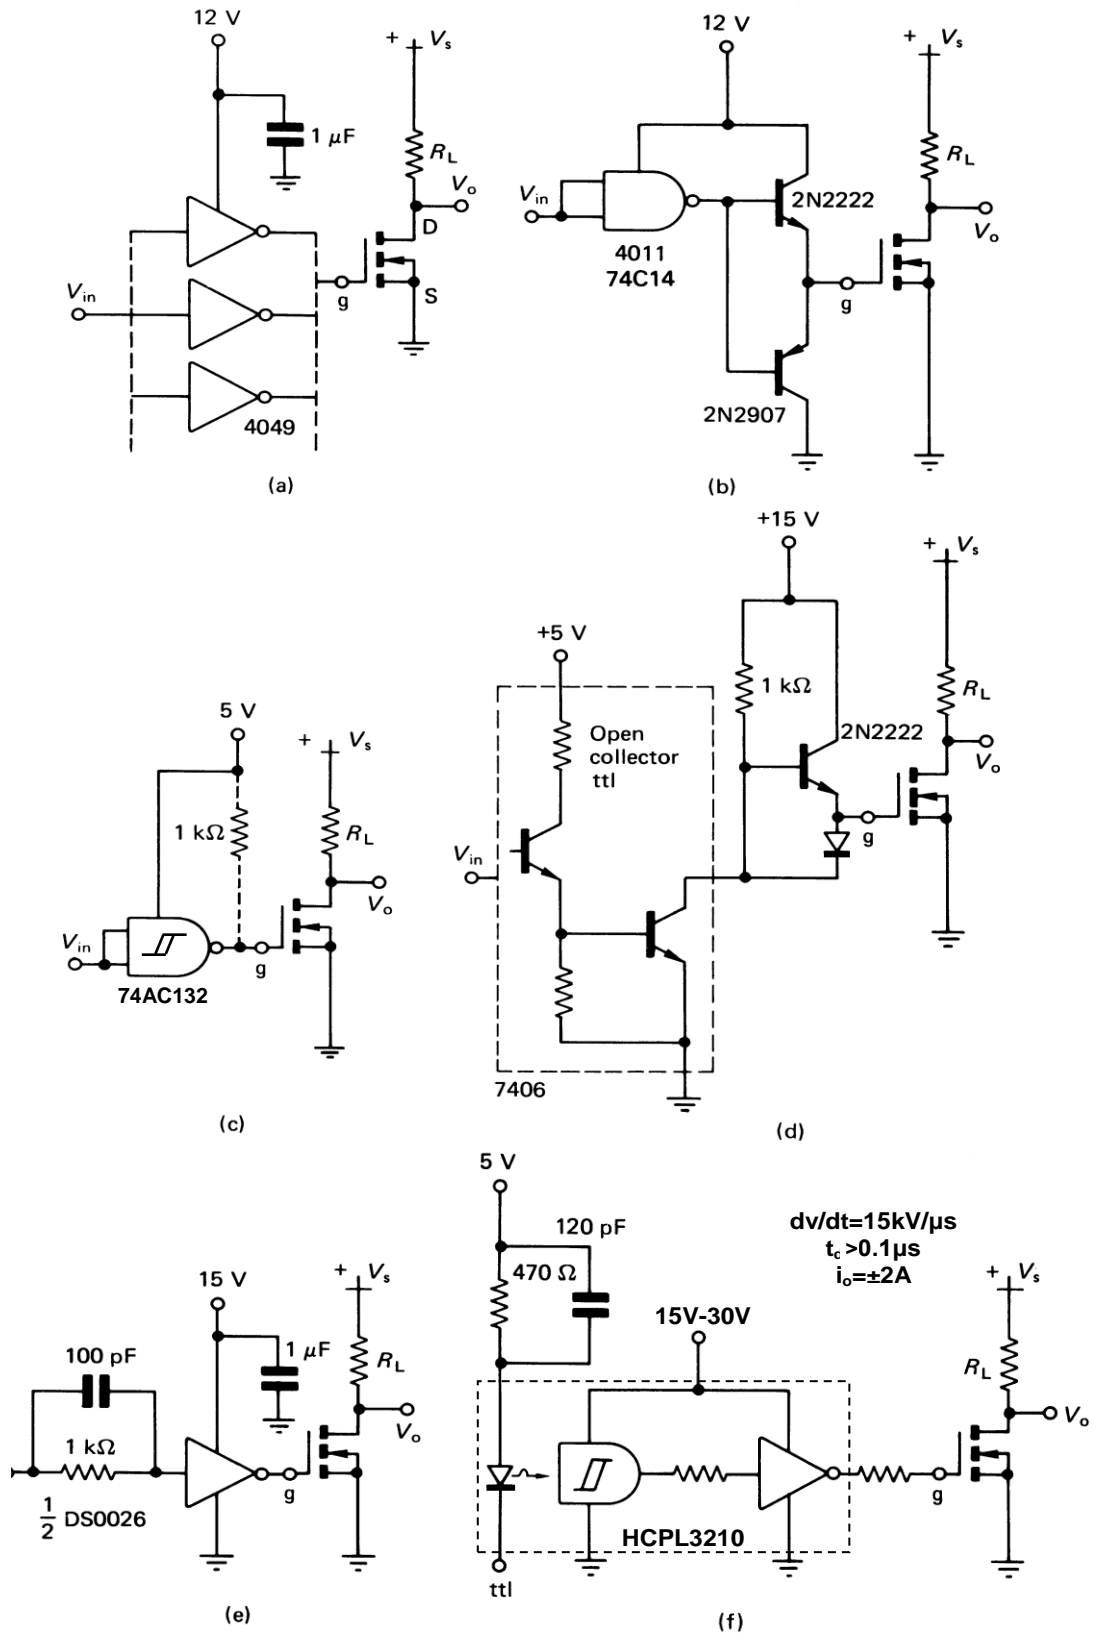 12 V
+ Vs
1 μF
RL
Vo
D
Vin
g
S
4049
(a)
12 V
+ Vs
RL
Vin
2N2222
4011
74C14
Vo
g
2N2907
(b)
5 V
+ Vs
1 kΩ
RL
Vo
Vin
g
74AC132
(c)
+15 V
+ Vs
+5 V
1 kΩ
RL
Open
collector
ttl
2N2222
Vo
g
Vin
7406
(d)
15 V
+ Vs
100 pF
1 μF
RL
1 kΩ
Vo
g
1/2 DS0026
(e)
5 V
120 pF
470 Ω
dv/dt=15kV/μs
tc >0.1μs
io=±2A
+ Vs
15V-30V
RL
Vo
g
HCPL3210
ttl
(f)